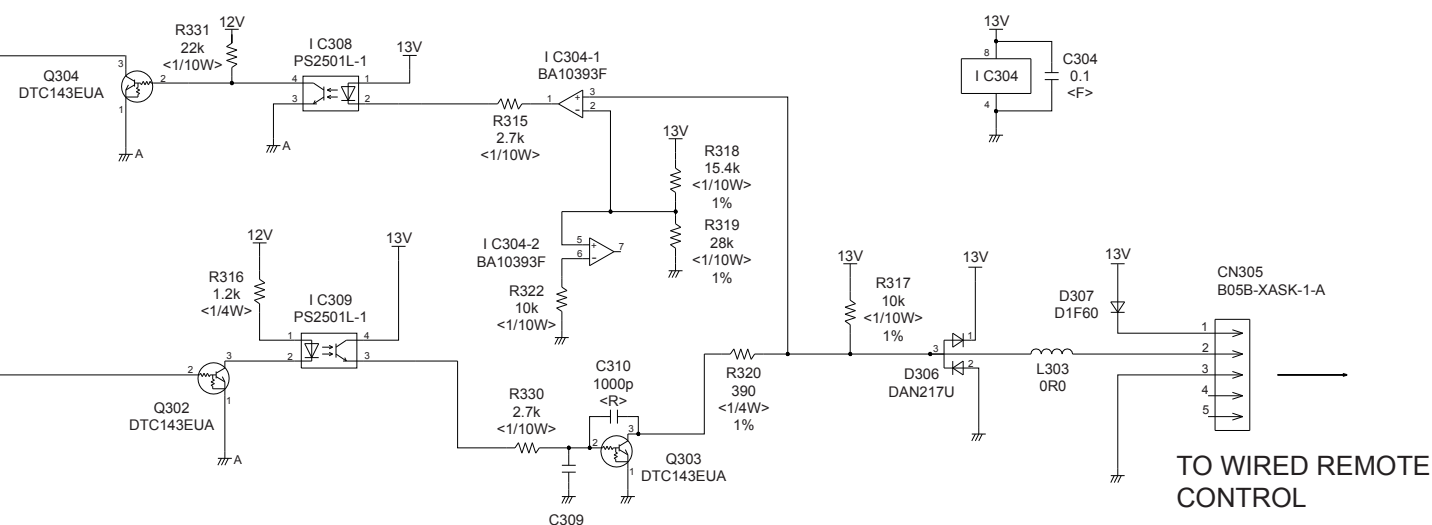 R331
22k
<1/10W>
12V
I C308
PS2501L-1
13V
I C304-1
BA10393F
Q304
DTC143EUA
3
2
1
A
4
3
1
2
A
R315
2.7k
<1/10W>
1
3
+
2
-
13V
8
I C304
4
C304
0.1
<F>
13V
R318
15.4k
<1/10W>
1%
R319
28k
<1/10W>
1%
I C304-2
BA10393F
5
+
6
-
7
R322
10k
<1/10W>
12V
R316
1.2k
<1/4W>
I C309
PS2501L-1
13V
1
2
4
3
2
3
1
Q302
DTC143EUA
A
R330
2.7k
<1/10W>
C310
1000p
<R>
2
3
1
Q303
DTC143EUA
C309
R320
390
<1/4W>
1%
13V
R317
10k
<1/10W>
1%
13V
3
1
2
D306
DAN217U
L303
0R0
13V
D307
D1F60
CN305
B05B-XASK-1-A
1
2
3
4
5
TO WIRED REMOTE
CONTROL